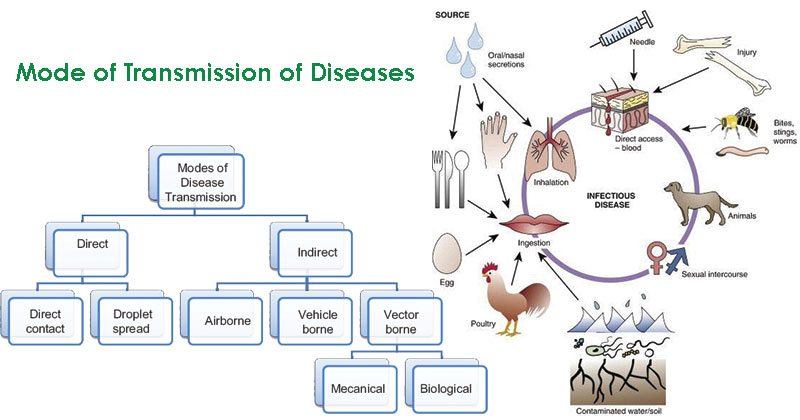 Mode of Transmission of Diseases
Modes of
Disease
Transmission
Direct
Indirect
Direct
contact
Droplet
spread
Airborne
Vehicle
borne
Vector
borne
Mecanical
Biological
SOURCE
Oral/nasal
secretions
Needle
Injury
Direct access
– blood
Bites,
stings,
worms
Inhalation
INFECTIOUS
DISEASE
Animals
Ingestion
Sexual intercourse
Egg
Poultry
Contaminated water/soil